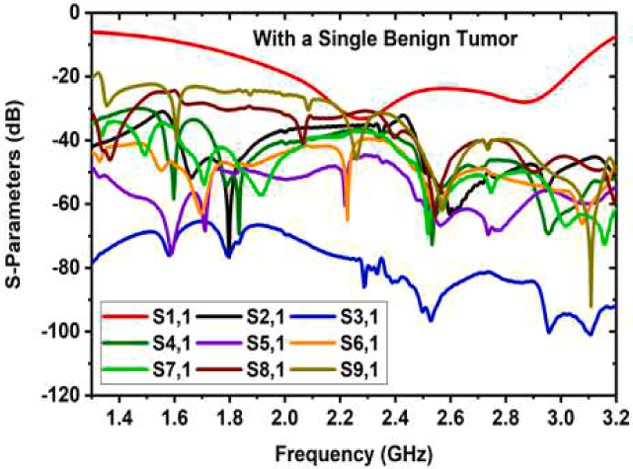 With a Single Benign Tumor
S-Parameters (dB)
0
-20
-40
-60
-80
-100
-120
S1,1 S2,1 S3,1
S4,1 S5,1 S6,1
S7,1 S8,1 S9,1
1.4 1.6 1.8 2.0 2.2 2.4 2.6 2.8 3.0 3.2
Frequency (GHz)